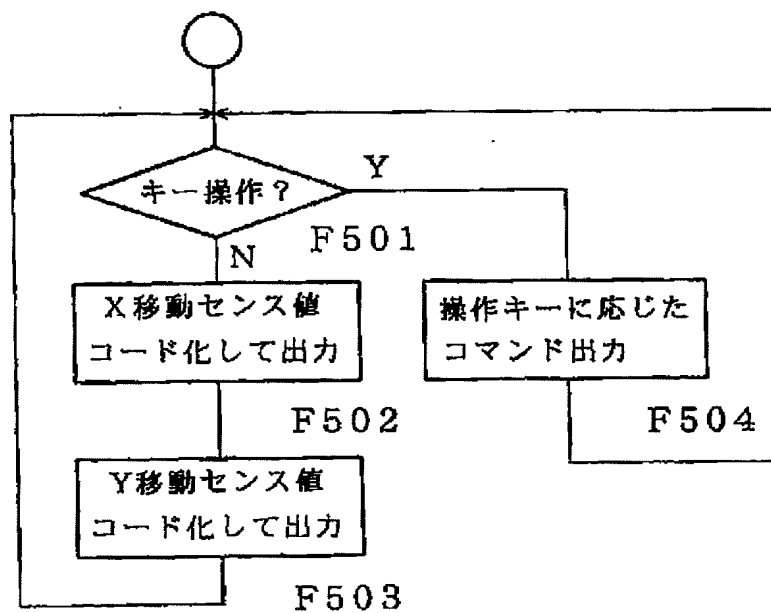 キー操作？
Y
F501
N
X移動センス値
コード化して出力
F502
Y移動センス値
コード化して出力
F503
操作キーに応じた
コマンド出力
F504